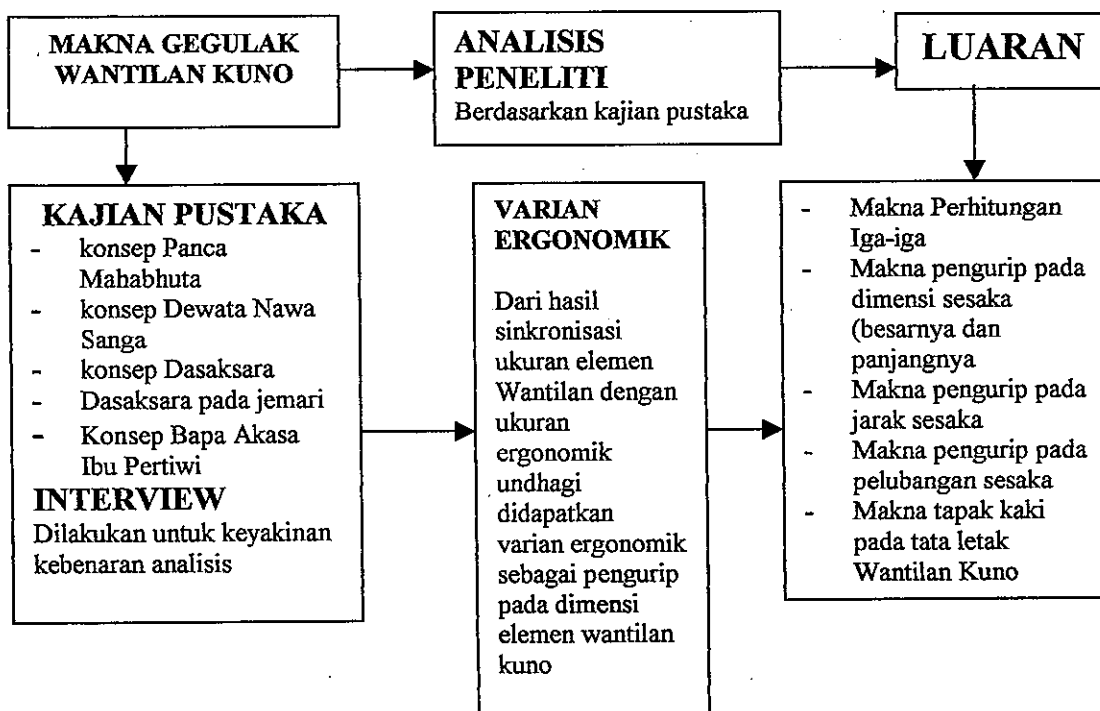 MAKNA GEGULAK
WANTILAN KUNO
ANALISIS
PENELITI
Berdasarkan kajian pustaka
LUARAN
KAJIAN PUSTAKA
- konsep Panca
Mahabhuta
- konsep Dewata Nawa
Sanga
- konsep Dasaksara
- Dasaksara pada jemari
- Konsep Bapa Akasa
Ibu Pertiwi
INTERVIEW
Dilakukan untuk keyakinan
kebenaran analisis
VARIAN
ERGONOMIK
Dari hasil
sinkronisasi
ukuran elemen
Wantilan dengan
ukuran
ergonomik
undhagi
didapatkan
varian ergonomik
sebagai pengurip
pada dimensi
elemen wantilan
kuno
- Makna Perhitungan
Iga-iga
- Makna pengurip pada
dimensi sesaka
(besarnya dan
panjangnya
- Makna pengurip pada
jarak sesaka
- Makna pengurip pada
pelubangan sesaka
- Makna tapak kaki
pada tata letak
Wantilan Kuno